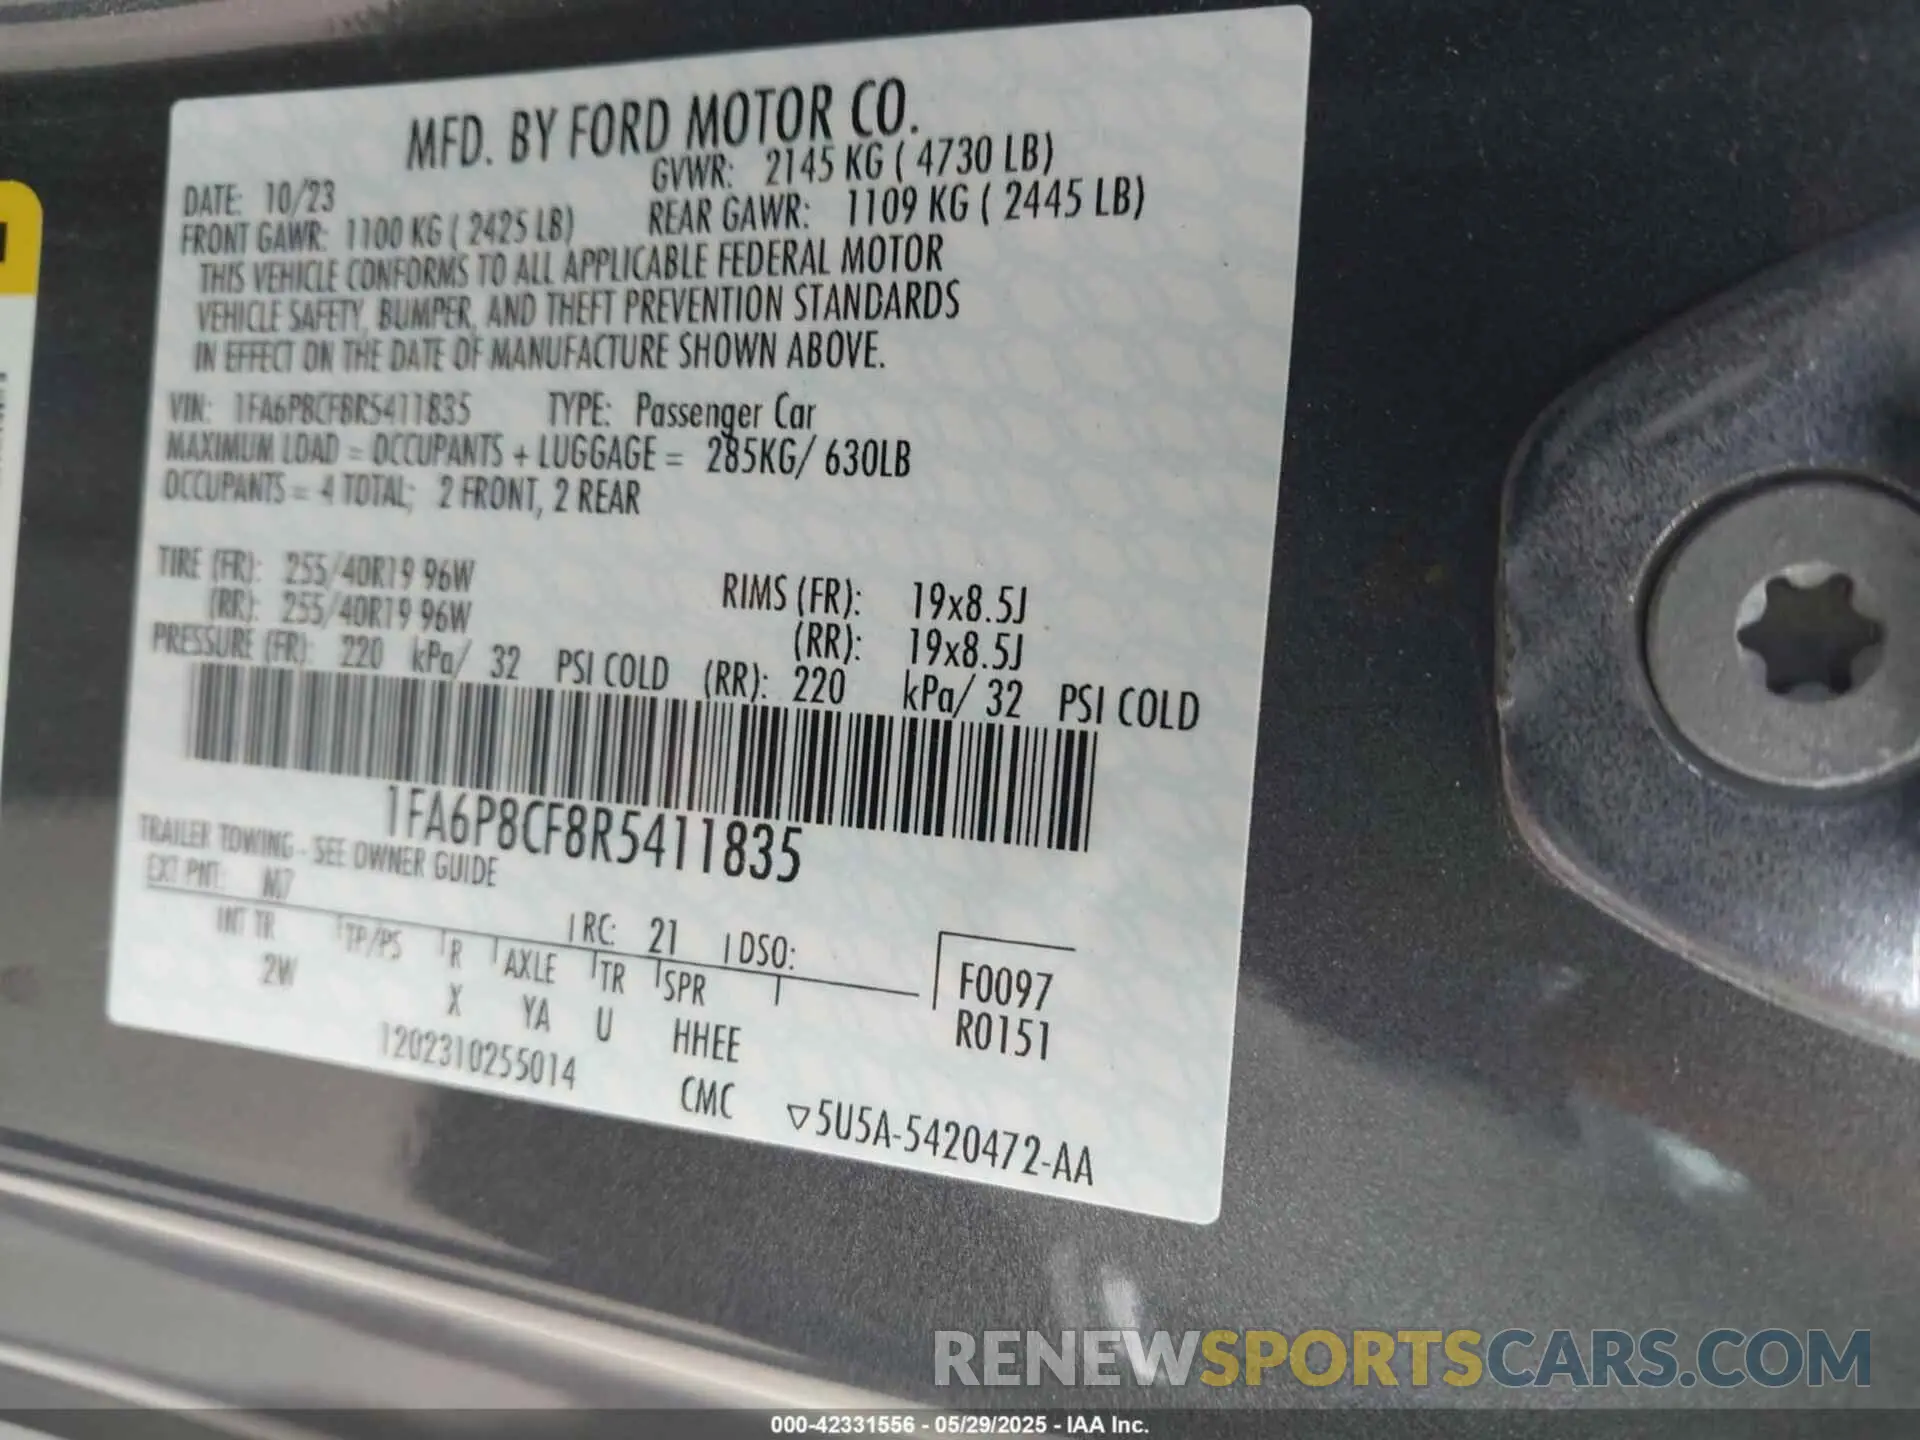 MFD. BY FORD MOTOR CO.
DATE: 10/23 GVWR: 2145 KG ( 4730 LB)
FRONT GAWR: 1100 KG ( 2425 LB) REAR GAWR: 1109 KG ( 2445 LB)
THIS VEHICLE CONFORMS TO ALL APPLICABLE FEDERAL MOTOR
VEHICLE SAFETY, BUMPER, AND THEFT PREVENTION STANDARDS
IN EFFECT ON THE DATE OF MANUFACTURE SHOWN ABOVE.
VIN: 1FA6P8CF8R5411835 TYPE: Passenger Car
MAXIMUM LOAD = OCCUPANTS + LUGGAGE = 285KG/ 630LB
OCCUPANTS = 4 TOTAL; 2 FRONT, 2 REAR
TIRE (FR): 255/40R19 96W RIMS (FR): 19x8.5J
(RR): 255/40R19 96W (RR): 19x8.5J
PRESSURE (FR): 220 kPa/ 32 PSI COLD (RR): 220 kPa/ 32 PSI COLD
1FA6P8CF8R5411835
TRAILER TOWING - SEE OWNER GUIDE
EXT PNT: M7 RC: 21 DSO:
INT TR TP/PS R AXLE TR SPR F0097
2W X YA U HHEE R0151
1202310255014 CMC ▽5U5A-5420472-AA
RENEWSPORTSCARS.COM
000-42331556 - 05/29/2025 - IAA Inc.